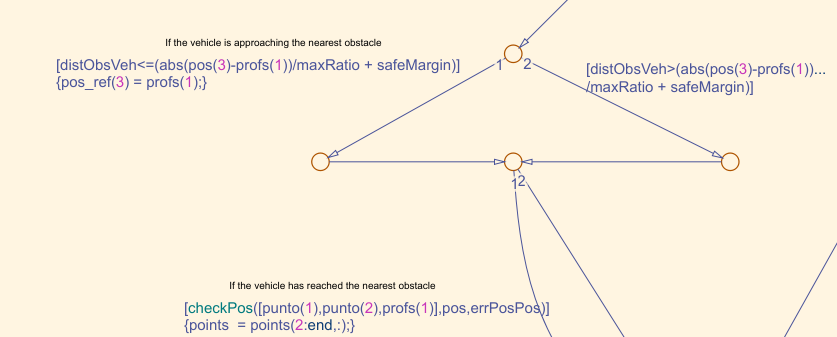 If the vehicle is approaching the nearest obstacle
[distObsVeh<=(abs(pos(3)-profs(1))/maxRatio + safeMargin)]
{pos_ref(3) = profs(1);}
1
2
[distObsVeh>(abs(pos(3)-profs(1))...
/maxRatio + safeMargin)]
1
2
If the vehicle has reached the nearest obstacle
[checkPos([punto(1),punto(2),profs(1)],pos,errPosPos)]
{points  = points(2:end,:);}